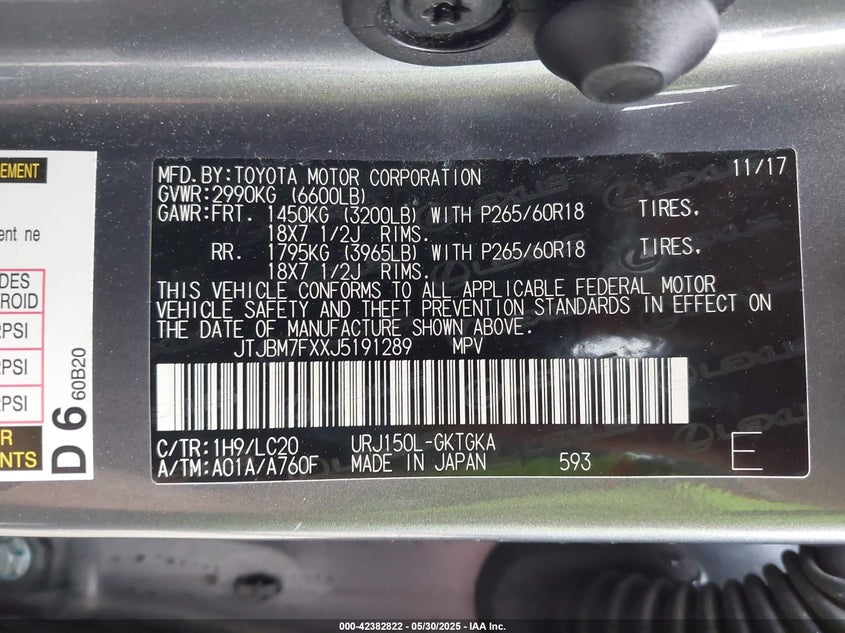 EMENT
ent ne
DES
ROID
PSI
PSI
PSI
R
NTS
D 6
60B20
MFD.BY:TOYOTA MOTOR CORPORATION 11/17
GVWR:2990KG (6600LB)
GAWR:FRT. 1450KG (3200LB) WITH P265/60R18 TIRES.
18X7 1/2J RIMS.
RR. 1795KG (3965LB) WITH P265/60R18 TIRES.
18X7 1/2J RIMS.
THIS VEHICLE CONFORMS TO ALL APPLICABLE FEDERAL MOTOR
VEHICLE SAFETY AND THEFT PREVENTION STANDARDS IN EFFECT ON
THE DATE OF MANUFACTURE SHOWN ABOVE.
JTJBM7FXXJ5191289 MPV
C/TR:1H9/LC20 URJ150L-GKTGKA
A/TM:A01A/A760F MADE IN JAPAN 593 E
LEXUS
000-42382822 - 05/30/2025 - IAA Inc.